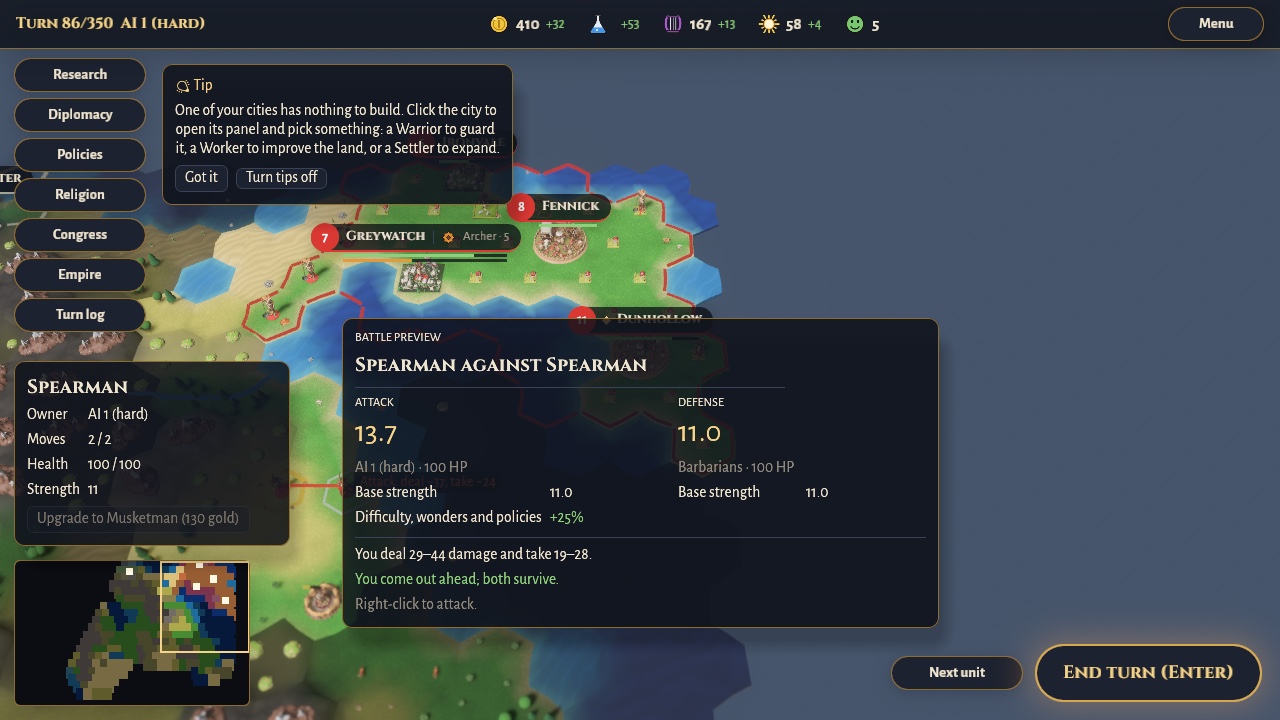 Turn 86/350 AI 1 (hard)
410 +32
+53
167 +13
58 +4
5
Menu
Research
Diplomacy
Policies
Religion
Congress
Empire
Turn log
Tip
One of your cities has nothing to build. Click the city to
open its panel and pick something: a Warrior to guard
it, a Worker to improve the land, or a Settler to expand.
Got it
Turn tips off
TER
8 Fennick
7 Greywatch Archer · 5
11 Dunhollow
BATTLE PREVIEW
Spearman against Spearman
ATTACK
13.7
AI 1 (hard) · 100 HP
Base strength 11.0
Difficulty, wonders and policies +25%
DEFENSE
11.0
Barbarians · 100 HP
Base strength 11.0
Attack: deal ~37, take ~24
You deal 29–44 damage and take 19–28.
You come out ahead; both survive.
Right-click to attack.
Spearman
Owner AI 1 (hard)
Moves 2 / 2
Health 100 / 100
Strength 11
Upgrade to Musketman (130 gold)
Next unit
End turn (Enter)